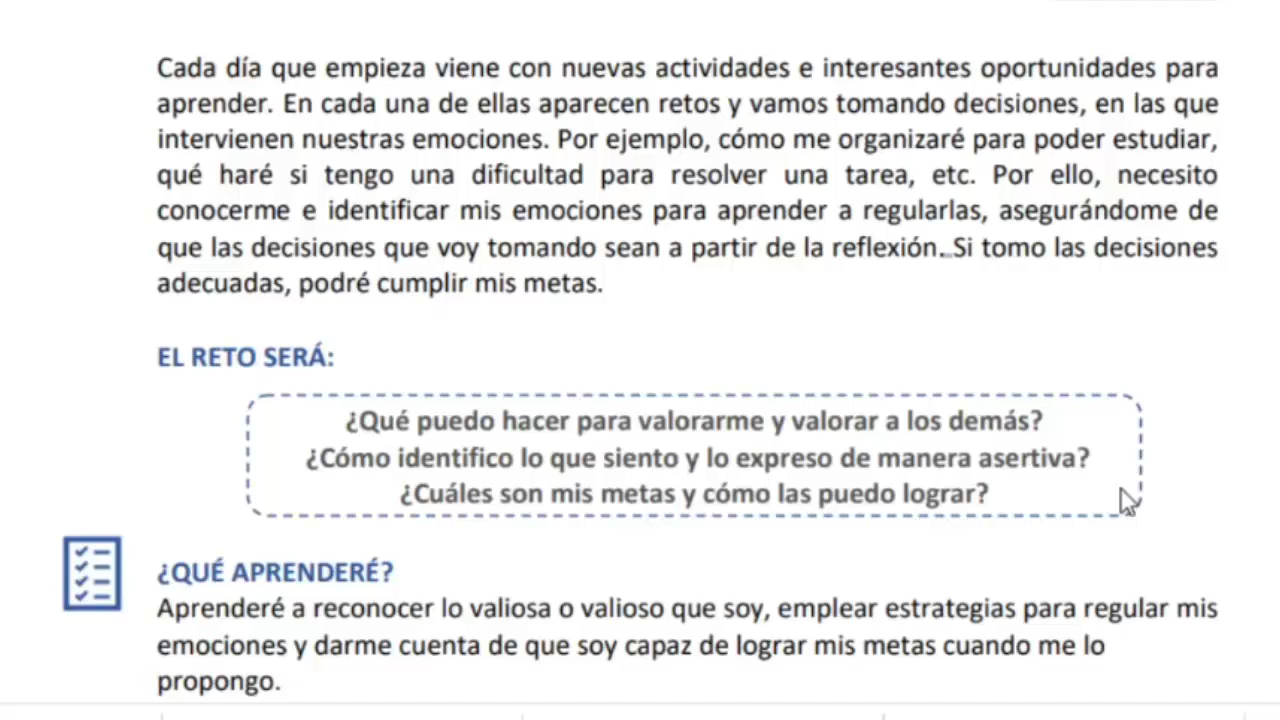 Cada día que empieza viene con nuevas actividades e interesantes oportunidades para
aprender. En cada una de ellas aparecen retos y vamos tomando decisiones, en las que
intervienen nuestras emociones. Por ejemplo, cómo me organizaré para poder estudiar,
qué haré si tengo una dificultad para resolver una tarea, etc. Por ello, necesito
conocerme e identificar mis emociones para aprender a regularlas, asegurándome de
que las decisiones que voy tomando sean a partir de la reflexión. Si tomo las decisiones
adecuadas, podré cumplir mis metas.
EL RETO SERÁ:
¿Qué puedo hacer para valorarme y valorar a los demás?
¿Cómo identifico lo que siento y lo expreso de manera asertiva?
¿Cuáles son mis metas y cómo las puedo lograr?
¿QUÉ APRENDERÉ?
Aprenderé a reconocer lo valiosa o valioso que soy, emplear estrategias para regular mis
emociones y darme cuenta de que soy capaz de lograr mis metas cuando me lo
propongo.